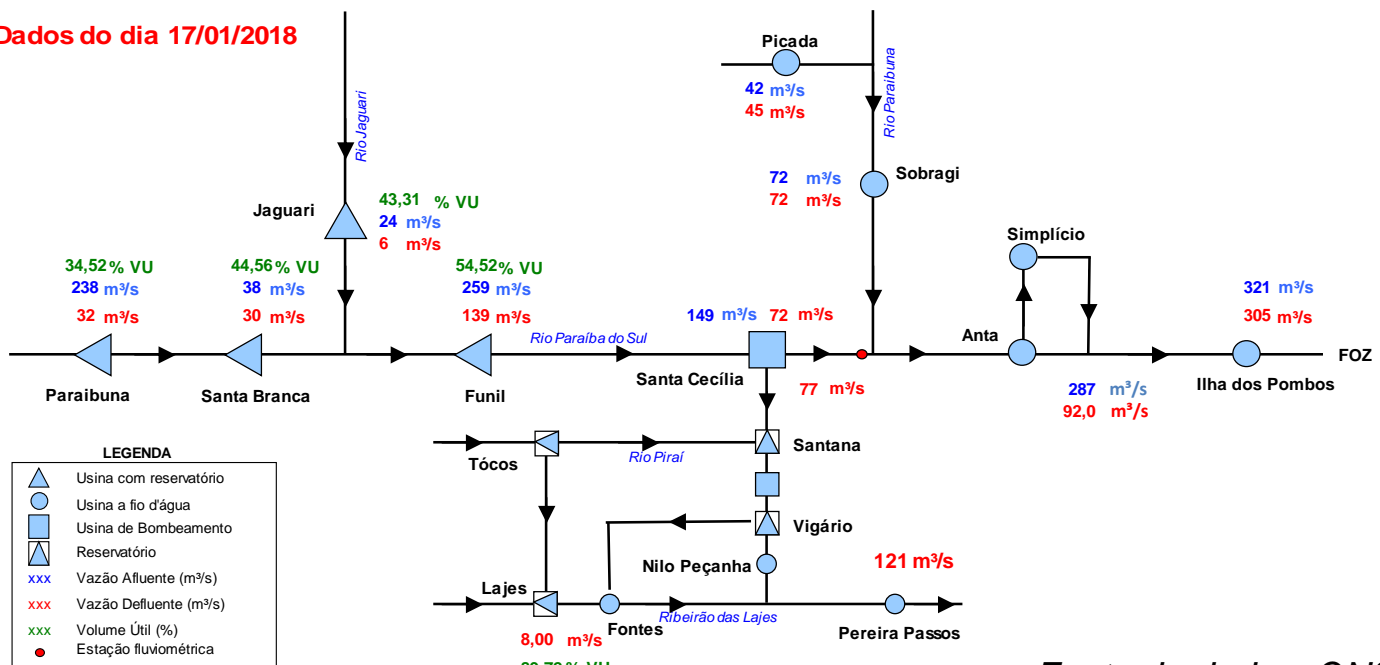 Dados do dia 17/01/2018
Picada
42 m³/s
45 m³/s
Rio Paraibuna
Rio Jaguari
72 m³/s
72 m³/s
Sobragi
Jaguari
43,31 % VU
24 m³/s
6 m³/s
Simplício
34,52 % VU
238 m³/s
32 m³/s
44,56 % VU
38 m³/s
30 m³/s
54,52 % VU
259 m³/s
139 m³/s
149 m³/s 72 m³/s
321 m³/s
305 m³/s
Rio Paraíba do Sul
Anta
FOZ
Paraibuna
Santa Branca
Funil
Santa Cecília
77 m³/s
287 m³/s
92,0 m³/s
Ilha dos Pombos
Tócos
Rio Piraí
Santana
Vigário
Nilo Peçanha
121 m³/s
Lajes
Fontes
Ribeirão das Lajes
Pereira Passos
8,00 m³/s
LEGENDA
Usina com reservatório
Usina a fio d'água
Usina de Bombeamento
Reservatório
xxx Vazão Afluente (m³/s)
xxx Vazão Defluente (m³/s)
xxx Volume Útil (%)
Estação fluviométrica